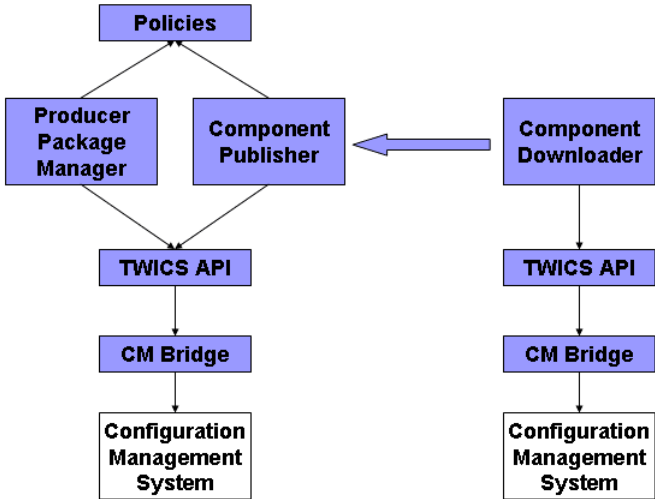 Policies
Producer
Package
Manager
Component
Publisher
Component
Downloader
TWICS API
TWICS API
CM Bridge
CM Bridge
Configuration
Management
System
Configuration
Management
System